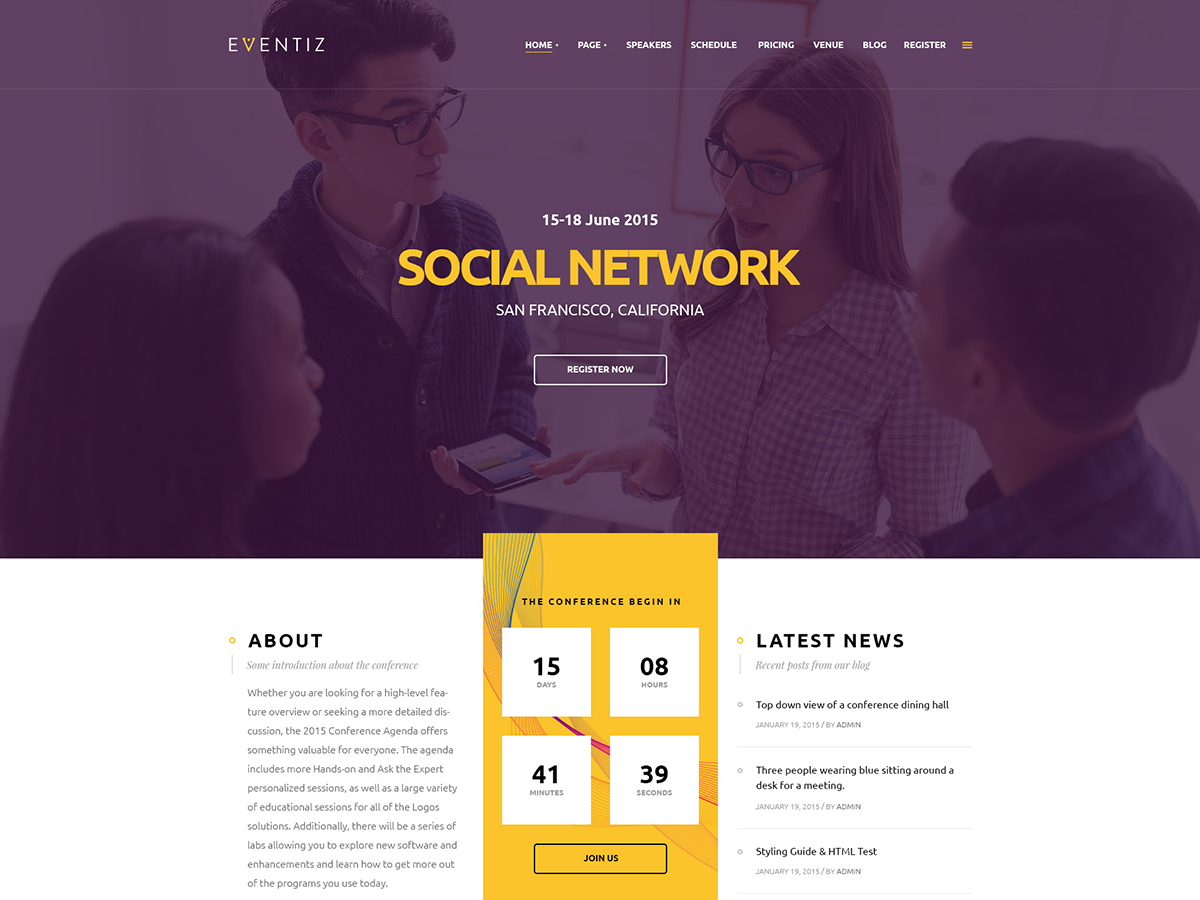 EVENTIZ
HOME + PAGE + SPEAKERS SCHEDULE PRICING VENUE BLOG REGISTER
15-18 June 2015
SOCIAL NETWORK
SAN FRANCISCO, CALIFORNIA
REGISTER NOW
ABOUT
Some introduction about the conference
Whether you are looking for a high-level fea-
ture overview or seeking a more detailed dis-
cussion, the 2015 Conference Agenda offers
something valuable for everyone. The agenda
includes more Hands-on and Ask the Expert
personalized sessions, as well as a large variety
of educational sessions for all of the Logos
solutions. Additionally, there will be a series of
labs allowing you to explore new software and
enhancements and learn how to get more out
of the programs you use today.
THE CONFERENCE BEGIN IN
15 08
DAYS HOURS
41 39
MINUTES SECONDS
JOIN US
LATEST NEWS
Recent posts from our blog
Top down view of a conference dining hall
JANUARY 19, 2015 / BY ADMIN
Three people wearing blue sitting around a
desk for a meeting.
JANUARY 19, 2015 / BY ADMIN
Styling Guide & HTML Test
JANUARY 19, 2015 / BY ADMIN